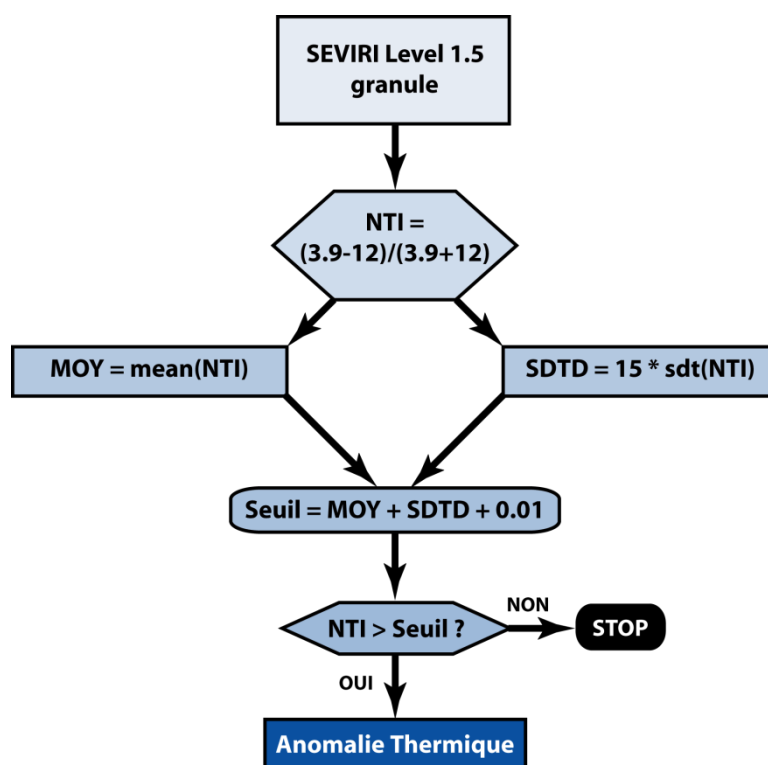 SEVIRI Level 1.5
granule
NTI =
(3.9-12)/(3.9+12)
MOY = mean(NTI)
SDTD = 15 * sdt(NTI)
Seuil = MOY + SDTD + 0.01
NTI > Seuil ?
NON
STOP
OUI
Anomalie Thermique